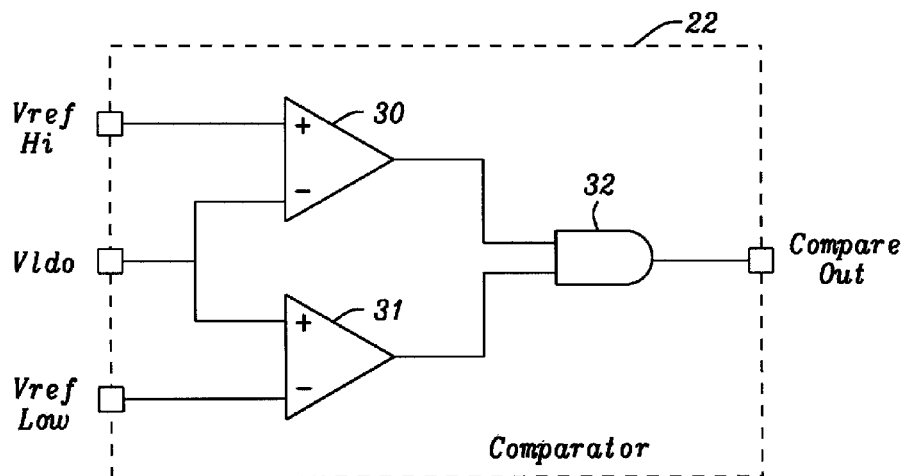 22
Vref
Hi
+
30
−
32
Vldo
Compare
Out
+
31
−
Vref
Low
Comparator